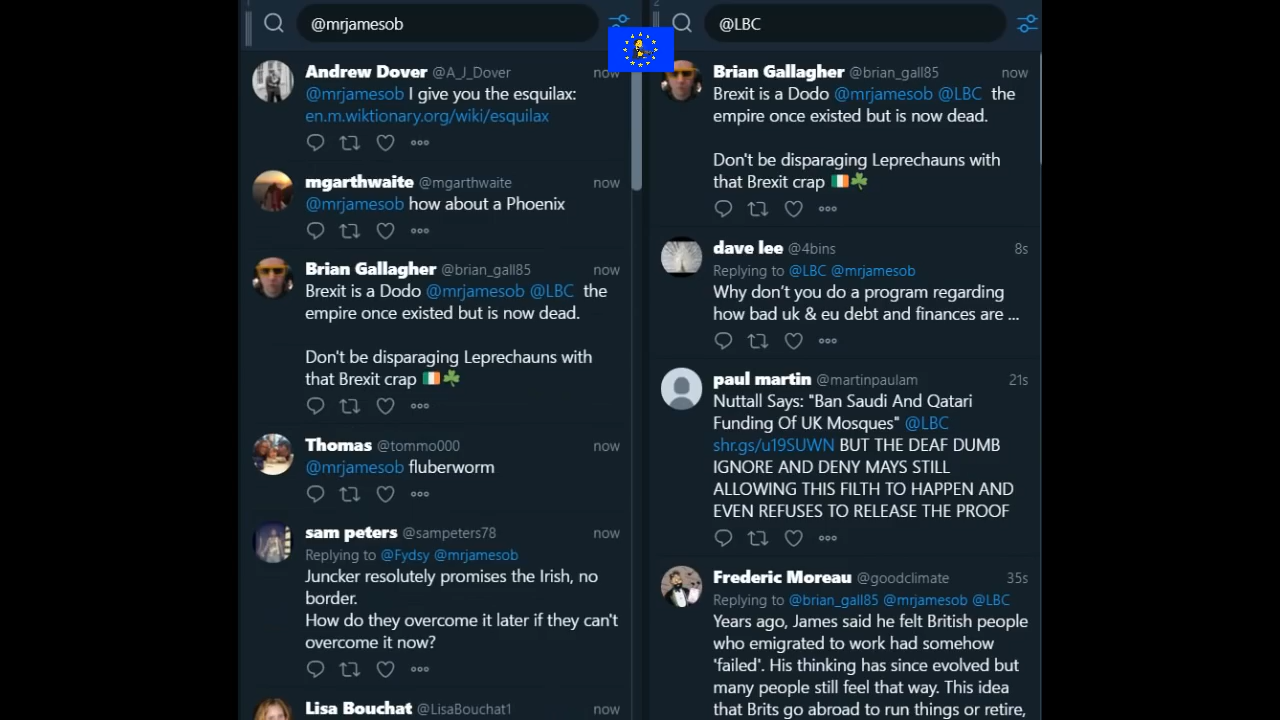 @mrjamesob
Andrew Dover @A_J_Dover now
@mrjamesob I give you the esquilax:
en.m.wiktionary.org/wiki/esquilax
mgarthwaite @mgarthwaite now
@mrjamesob how about a Phoenix
Brian Gallagher @brian_gall85 now
Brexit is a Dodo @mrjamesob @LBC the
empire once existed but is now dead.
Don't be disparaging Leprechauns with
that Brexit crap 🇮🇪☘️
Thomas @tommo000 now
@mrjamesob fluberworm
sam peters @sampeters78 now
Replying to @Fydsy @mrjamesob
Juncker resolutely promises the Irish, no
border.
How do they overcome it later if they can't
overcome it now?
Lisa Bouchat @LisaBouchat1 now
2
@LBC
Brian Gallagher @brian_gall85 now
Brexit is a Dodo @mrjamesob @LBC the
empire once existed but is now dead.
Don't be disparaging Leprechauns with
that Brexit crap 🇮🇪☘️
dave lee @4bins 8s
Replying to @LBC @mrjamesob
Why don’t you do a program regarding
how bad uk & eu debt and finances are ...
paul martin @martinpaulam 21s
Nuttall Says: "Ban Saudi And Qatari
Funding Of UK Mosques" @LBC
shr.gs/u19SUWN BUT THE DEAF DUMB
IGNORE AND DENY MAYS STILL
ALLOWING THIS FILTH TO HAPPEN AND
EVEN REFUSES TO RELEASE THE PROOF
Frederic Moreau @goodclimate 35s
Replying to @brian_gall85 @mrjamesob @LBC
Years ago, James said he felt British people
who emigrated to work had somehow
'failed'. His thinking has since evolved but
many people still feel that way. This idea
that Brits go abroad to run things or retire,